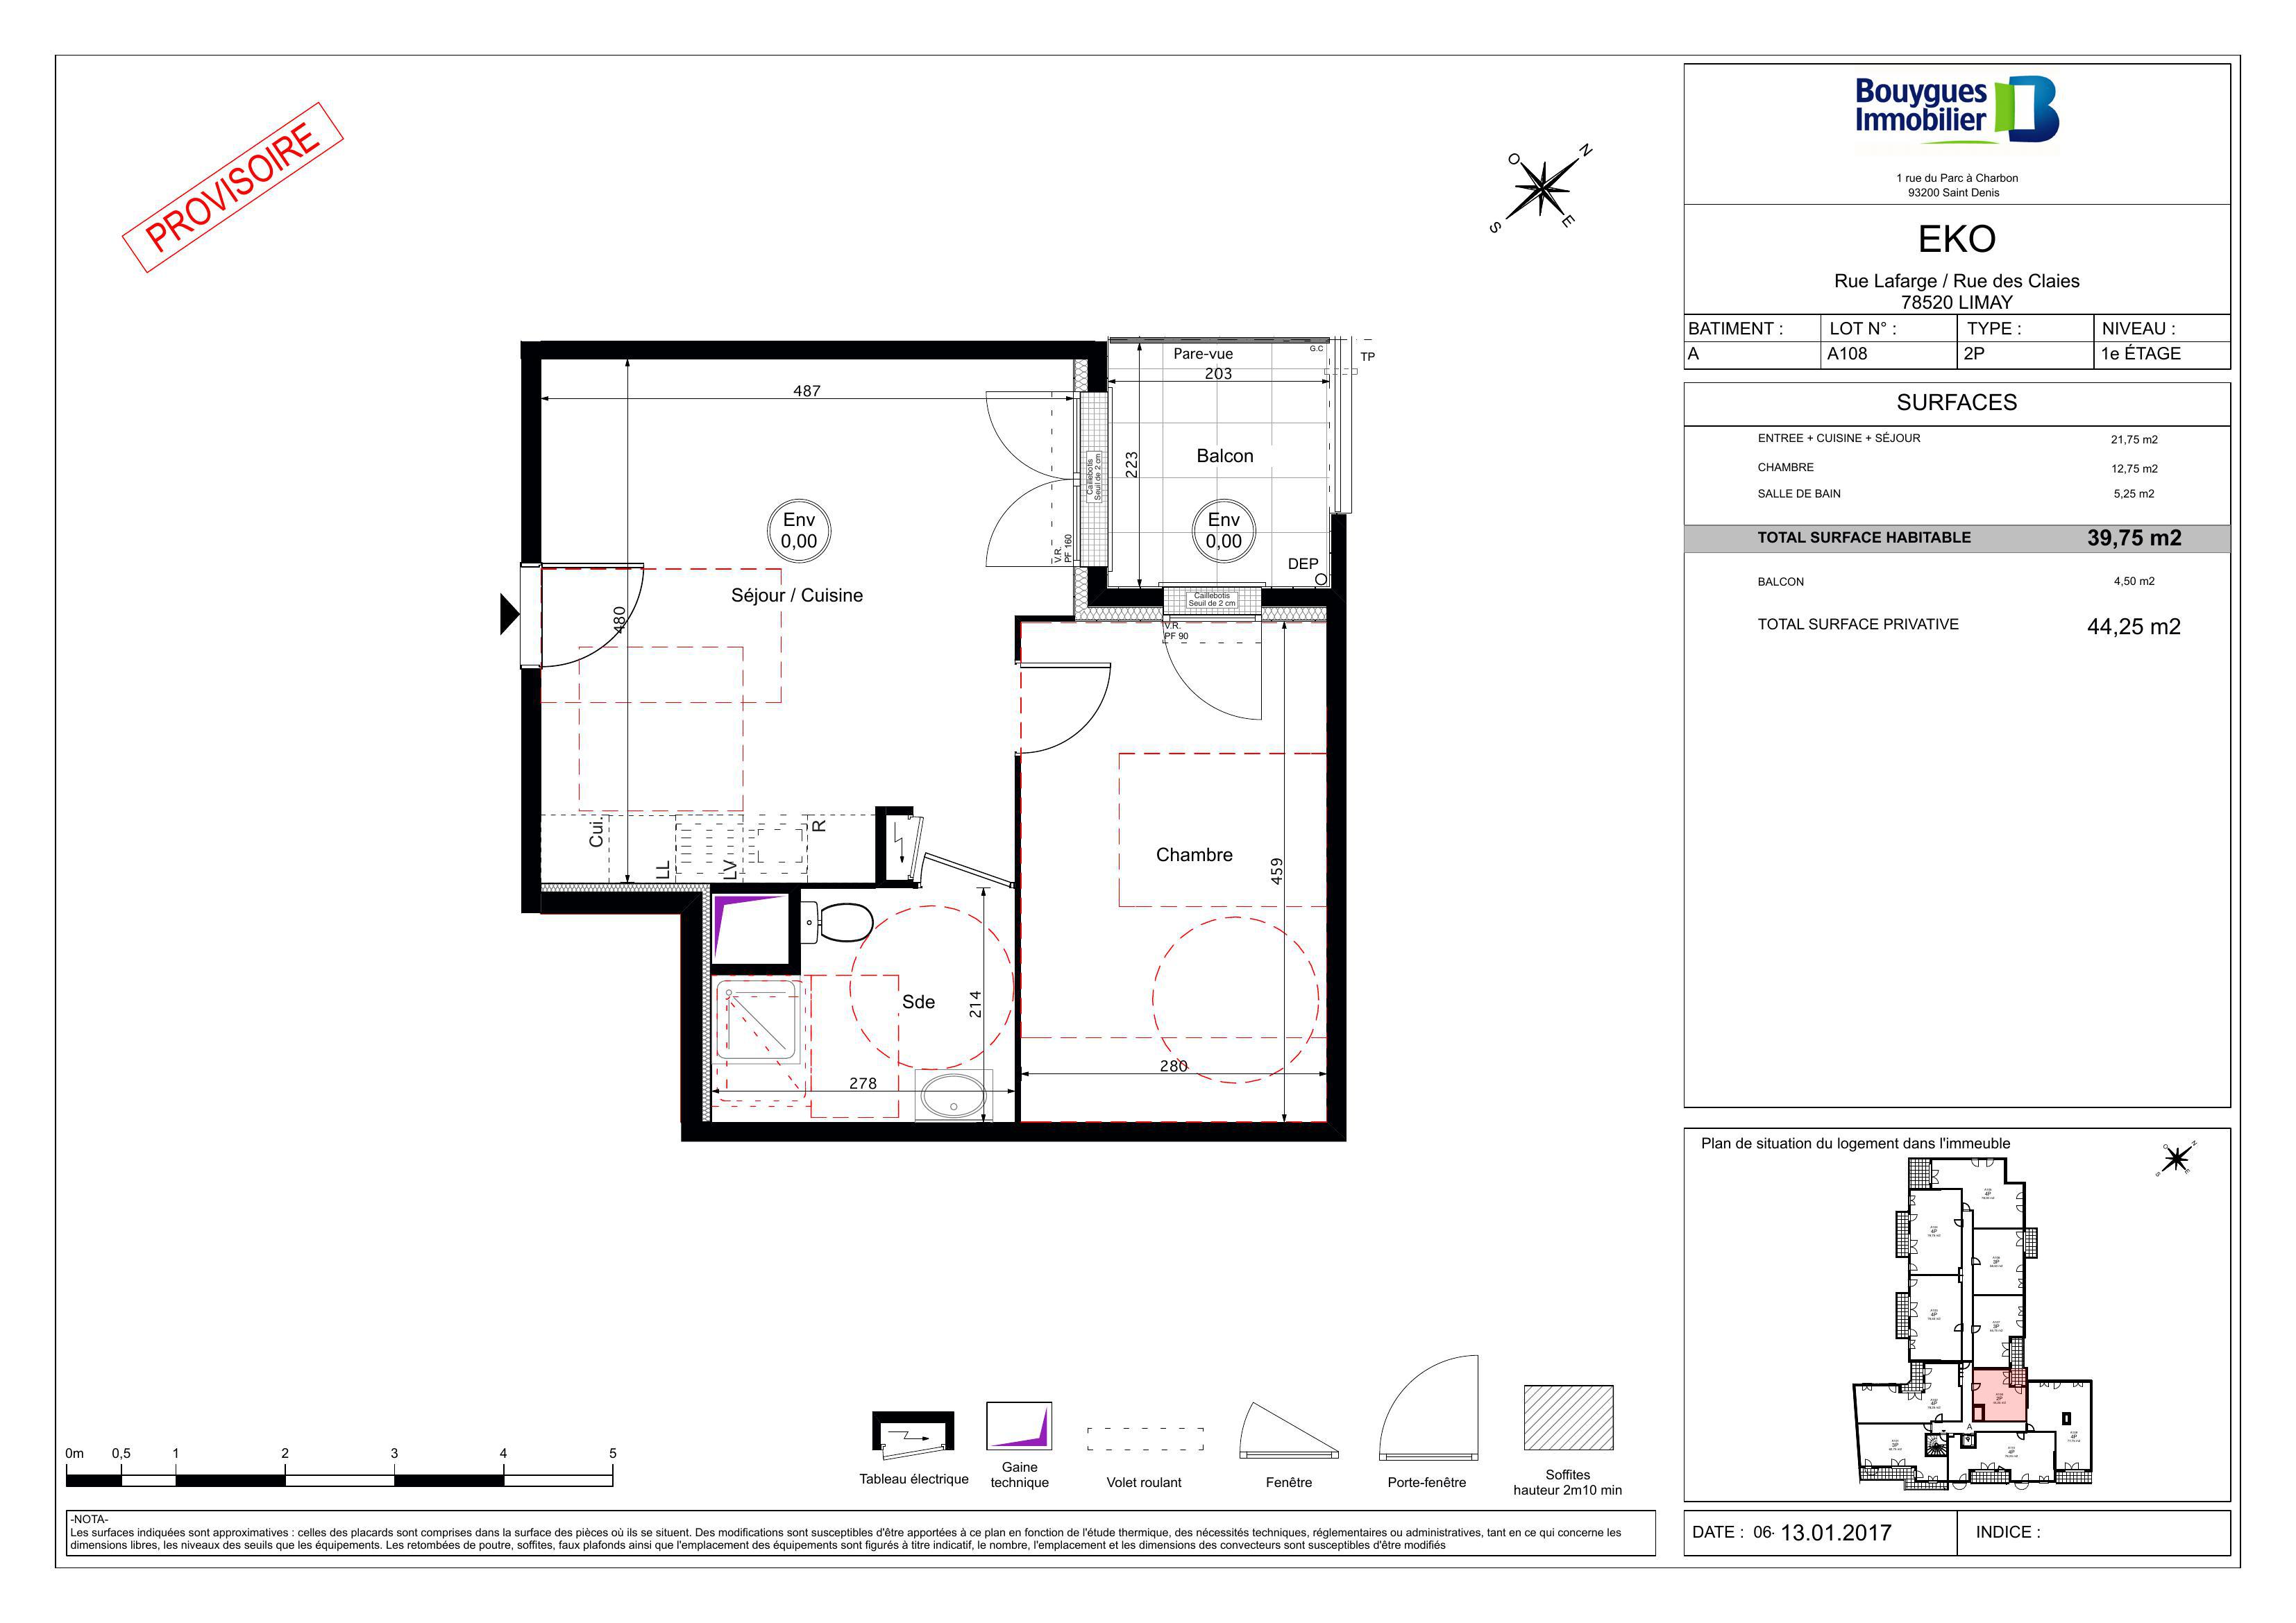 PROVISOIRE
O
N
S
E
Bouygues
Immobilier
1 rue du Parc à Charbon
93200 Saint Denis
EKO
Rue Lafarge / Rue des Claies
78520 LIMAY
BATIMENT :
LOT N° :
TYPE :
NIVEAU :
A
A108
2P
1e ÉTAGE
SURFACES
ENTREE + CUISINE + SÉJOUR
21,75 m2
CHAMBRE
12,75 m2
SALLE DE BAIN
5,25 m2
TOTAL SURFACE HABITABLE
39,75 m2
BALCON
4,50 m2
TOTAL SURFACE PRIVATIVE
44,25 m2
Pare-vue
G.C
TP
203
487
223
Balcon
Caillebotis
Seuil de 2 cm
Env
0,00
Env
0,00
V.R.
PF 160
DEP
Séjour / Cuisine
480
Caillebotis
Seuil de 2 cm
V.R.
PF 90
Cui.
LL
LV
R
Chambre
459
Sde
214
278
280
Plan de situation du logement dans l'immeuble
O
N
S
E
4P
4P
3P
4P
3P
4P
2P
A
3P
4P
4P
0m
0,5
1
2
3
4
5
Tableau électrique
Gaine
technique
Volet roulant
Fenêtre
Porte-fenêtre
Soffites
hauteur 2m10 min
-NOTA-
Les surfaces indiquées sont approximatives : celles des placards sont comprises dans la surface des pièces où ils se situent. Des modifications sont susceptibles d'être apportées à ce plan en fonction de l'étude thermique, des nécessités techniques, réglementaires ou administratives, tant en ce qui concerne les
dimensions libres, les niveaux des seuils que les équipements. Les retombées de poutre, soffites, faux plafonds ainsi que l'emplacement des équipements sont figurés à titre indicatif, le nombre, l'emplacement et les dimensions des convecteurs sont susceptibles d'être modifiés
DATE : 06- 13.01.2017
INDICE :